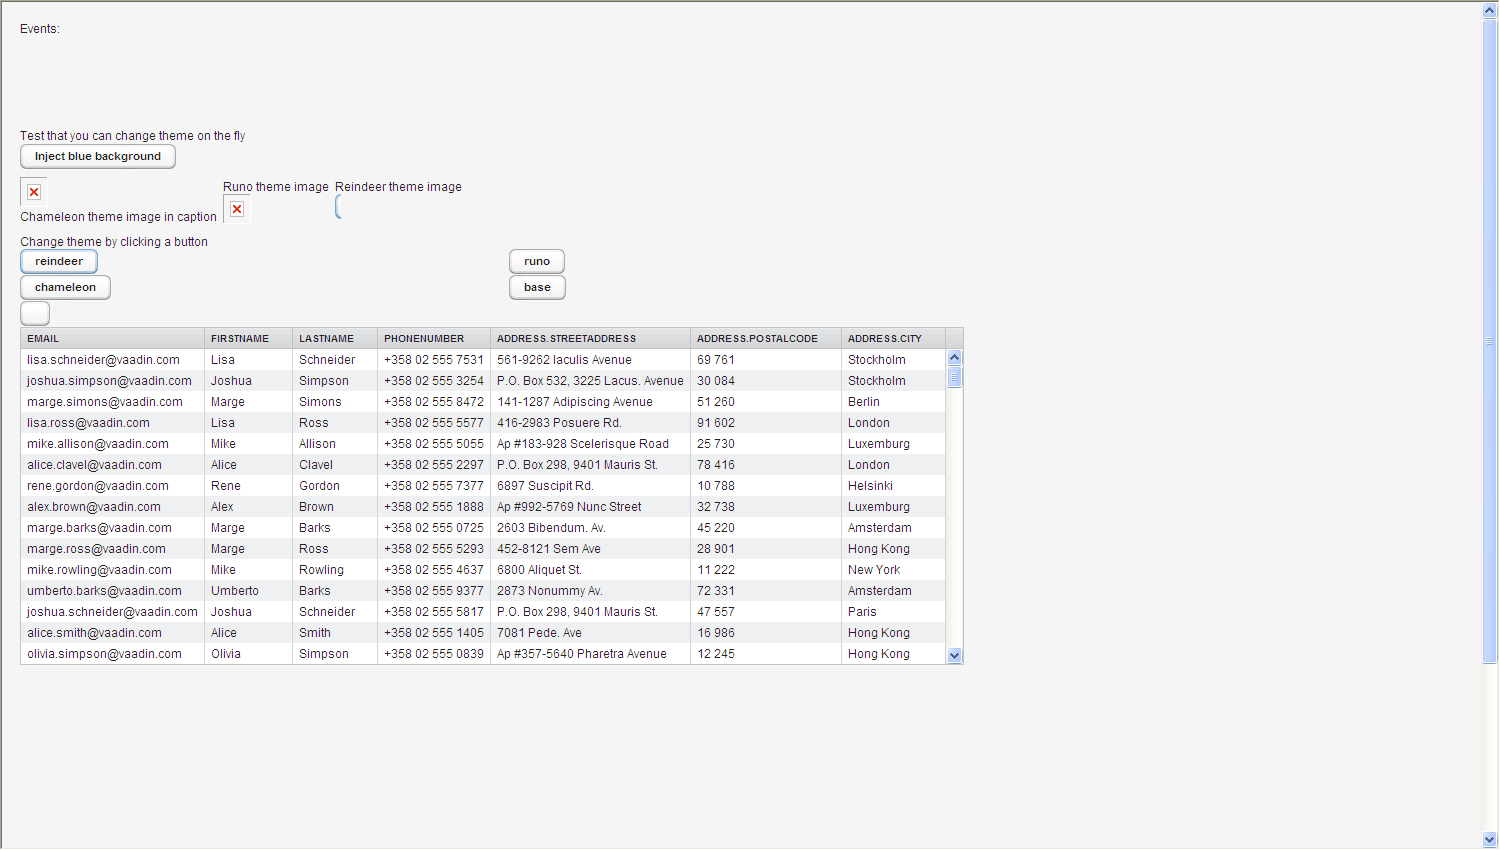 Events:
Test that you can change theme on the fly
Inject blue background
Runo theme image Reindeer theme image
Chameleon theme image in caption
Change theme by clicking a button
reindeer runo
chameleon base
EMAIL FIRSTNAME LASTNAME PHONENUMBER ADDRESS.STREETADDRESS ADDRESS.POSTALCODE ADDRESS.CITY
lisa.schneider@vaadin.com Lisa Schneider +358 02 555 7531 561-9262 Iaculis Avenue 69 761 Stockholm
joshua.simpson@vaadin.com Joshua Simpson +358 02 555 3254 P.O. Box 532, 3225 Lacus. Avenue 30 084 Stockholm
marge.simons@vaadin.com Marge Simons +358 02 555 8472 141-1287 Adipiscing Avenue 51 260 Berlin
lisa.ross@vaadin.com Lisa Ross +358 02 555 5577 416-2983 Posuere Rd. 91 602 London
mike.allison@vaadin.com Mike Allison +358 02 555 5055 Ap #183-928 Scelerisque Road 25 730 Luxemburg
alice.clavel@vaadin.com Alice Clavel +358 02 555 2297 P.O. Box 298, 9401 Mauris St. 78 416 London
rene.gordon@vaadin.com Rene Gordon +358 02 555 7377 6897 Suscipit Rd. 10 788 Helsinki
alex.brown@vaadin.com Alex Brown +358 02 555 1888 Ap #992-5769 Nunc Street 32 738 Luxemburg
marge.barks@vaadin.com Marge Barks +358 02 555 0725 2603 Bibendum. Av. 45 220 Amsterdam
marge.ross@vaadin.com Marge Ross +358 02 555 5293 452-8121 Sem Ave 28 901 Hong Kong
mike.rowling@vaadin.com Mike Rowling +358 02 555 4637 6800 Aliquet St. 11 222 New York
umberto.barks@vaadin.com Umberto Barks +358 02 555 9377 2873 Nonummy Av. 72 331 Amsterdam
joshua.schneider@vaadin.com Joshua Schneider +358 02 555 5817 P.O. Box 298, 9401 Mauris St. 47 557 Paris
alice.smith@vaadin.com Alice Smith +358 02 555 1405 7081 Pede. Ave 16 986 Hong Kong
olivia.simpson@vaadin.com Olivia Simpson +358 02 555 0839 Ap #357-5640 Pharetra Avenue 12 245 Hong Kong